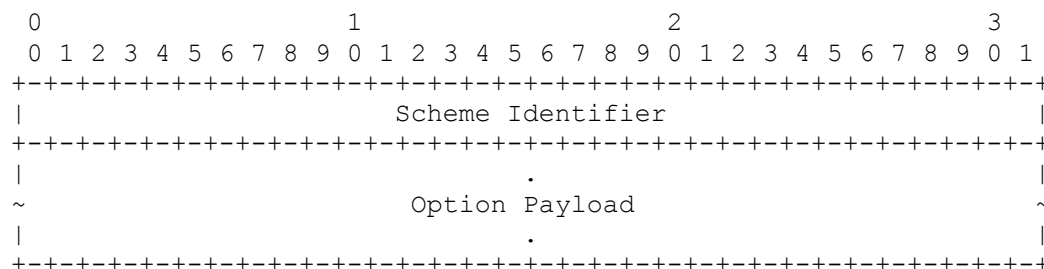 0                   1                   2                   3
 0 1 2 3 4 5 6 7 8 9 0 1 2 3 4 5 6 7 8 9 0 1 2 3 4 5 6 7 8 9 0 1
+-+-+-+-+-+-+-+-+-+-+-+-+-+-+-+-+-+-+-+-+-+-+-+-+-+-+-+-+-+-+-+-+
|                       Scheme Identifier                       |
+-+-+-+-+-+-+-+-+-+-+-+-+-+-+-+-+-+-+-+-+-+-+-+-+-+-+-+-+-+-+-+-+
|                               .                               |
~                        Option Payload                         ~
|                               .                               |
+-+-+-+-+-+-+-+-+-+-+-+-+-+-+-+-+-+-+-+-+-+-+-+-+-+-+-+-+-+-+-+-+